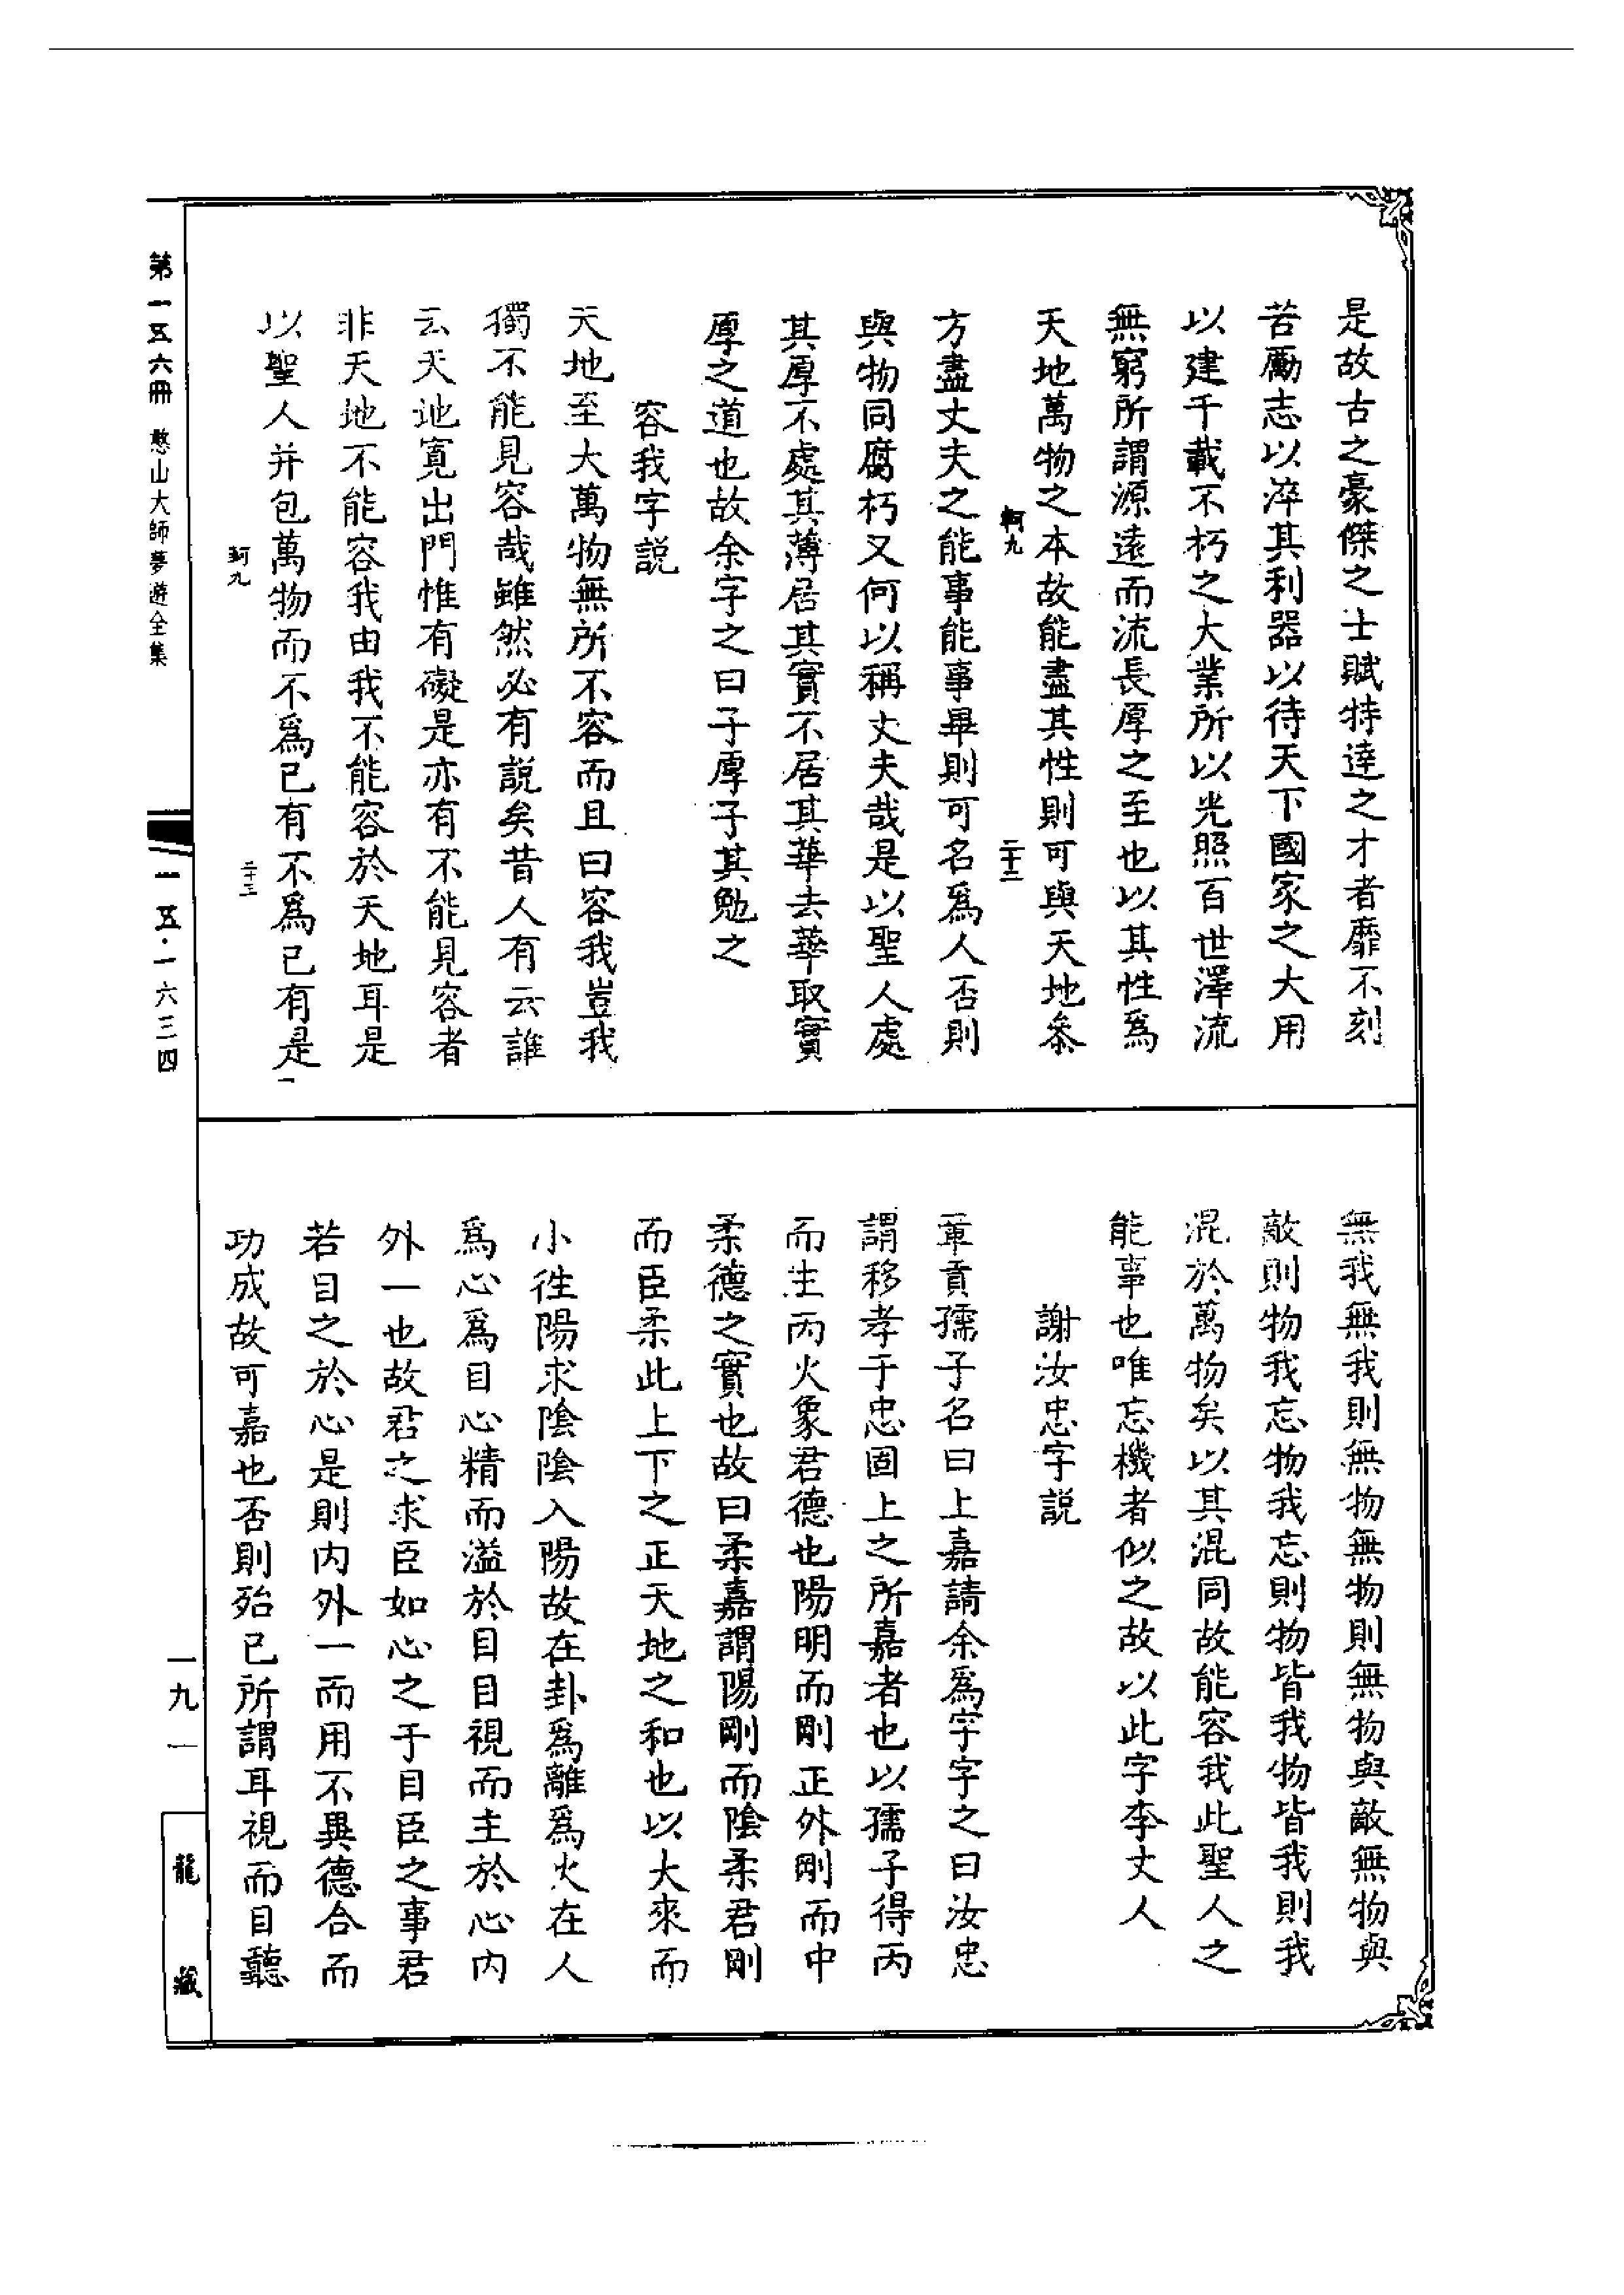 是故古之豪傑之士賦特達之才者靡不刻
苦勵志以淬其利器以待天下國家之大用
以建千載不朽之大業所以光照百世澤流
無窮所謂源遠而流長厚之至也以其性爲
天地萬物之本故能盡其性則可與天地叅
軻九
二十二
方盡丈夫之能事能事畢則可名爲人否則
與物同腐朽又何以稱丈夫哉是以聖人處
其厚不處其薄居其實不居其華去華取實
厚之道也故余字之曰子厚子其勉之
容我字説
天地至大萬物無所不容而且曰容我豈我
獨不能見容哉雖然必有説矣昔人有云誰
云天地寬出門惟有礙是亦有不能見容者
非天地不能容我由我不能容於天地耳是
以聖人并包萬物而不爲已有不爲已有是
軻九
二十三
無我無我則無物無物則無物與敵無物與
敵則物我忘物我忘則物皆我物皆我則我
混於萬物矣以其混同故能容我此聖人之
能事也唯忘機者似之故以此字李丈人
謝汝忠字説
軍貢孺子名曰上嘉請余爲字字之曰汝忠
謂移孝于忠固上之所嘉者也以孺子得丙
而生丙火象君德也陽明而剛正外剛而中
柔德之實也故曰柔嘉謂陽剛而陰柔君剛
而臣柔此上下之正天地之和也以大來而
小徃陽求陰陰入陽故在卦爲離爲火在人
爲心爲目心精而溢於目目視而主於心内
外一也故君之求臣如心之于目臣之事君
若目之於心是則内外一而用不異德合而
功成故可嘉也否則殆已所謂耳視而目聽
第一五六冊 憨山大師夢遊全集
一五·一六三四
一九一
龍藏